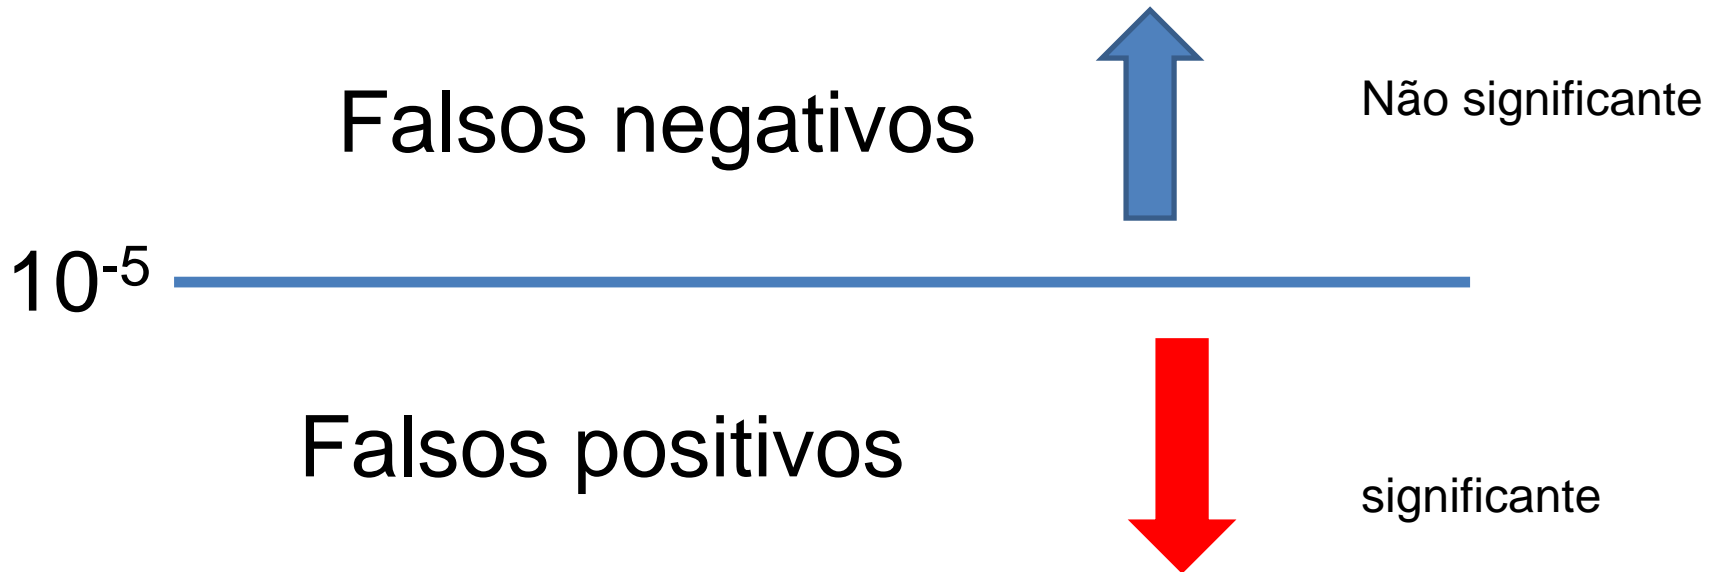 Falsos negativos
Não significante
10⁻⁵
Falsos positivos
significante